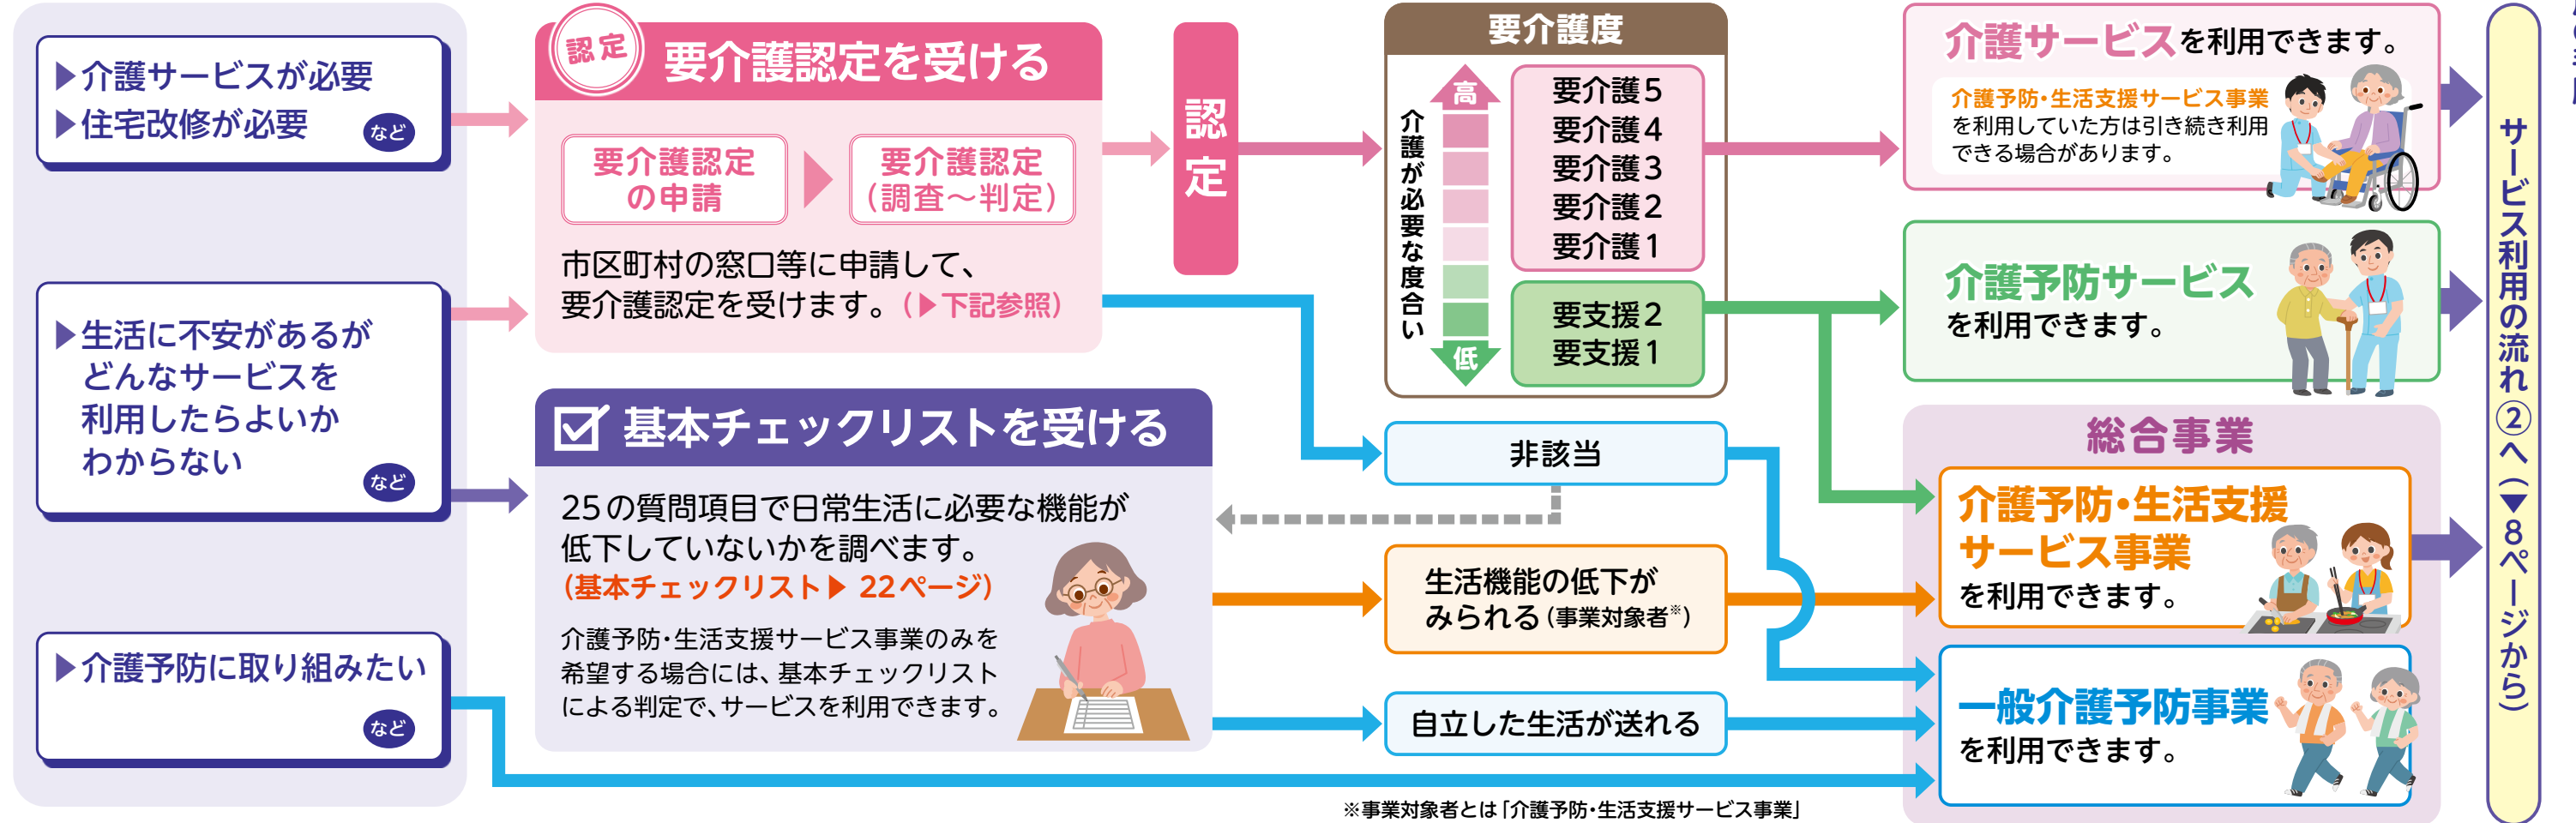 ▶介護サービスが必要
▶住宅改修が必要
など
▶生活に不安があるが
どんなサービスを
利用したらよいか
わからない
など
▶介護予防に取り組みたい
など
認定
要介護認定を受ける
要介護認定
の申請
要介護認定
(調査～判定)
市区町村の窓口等に申請して、
要介護認定を受けます。(▶下記参照)
☑基本チェックリストを受ける
25の質問項目で日常生活に必要な機能が
低下していないかを調べます。
(基本チェックリスト▶ 22ページ)
介護予防・生活支援サービス事業のみを
希望する場合には、基本チェックリスト
による判定で、サービスを利用できます。
認定
要介護度
介護が必要な度合い
高
低
要介護5
要介護4
要介護3
要介護2
要介護1
要支援2
要支援1
非該当
生活機能の低下が
みられる(事業対象者※)
自立した生活が送れる
※事業対象者とは「介護予防・生活支援サービス事業」
介護サービスを利用できます。
介護予防・生活支援サービス事業
を利用していた方は引き続き利用
できる場合があります。
介護予防サービス
を利用できます。
総合事業
介護予防・生活支援
サービス事業
を利用できます。
一般介護予防事業
を利用できます。
サービス利用の流れ②へ(▼8ページから)